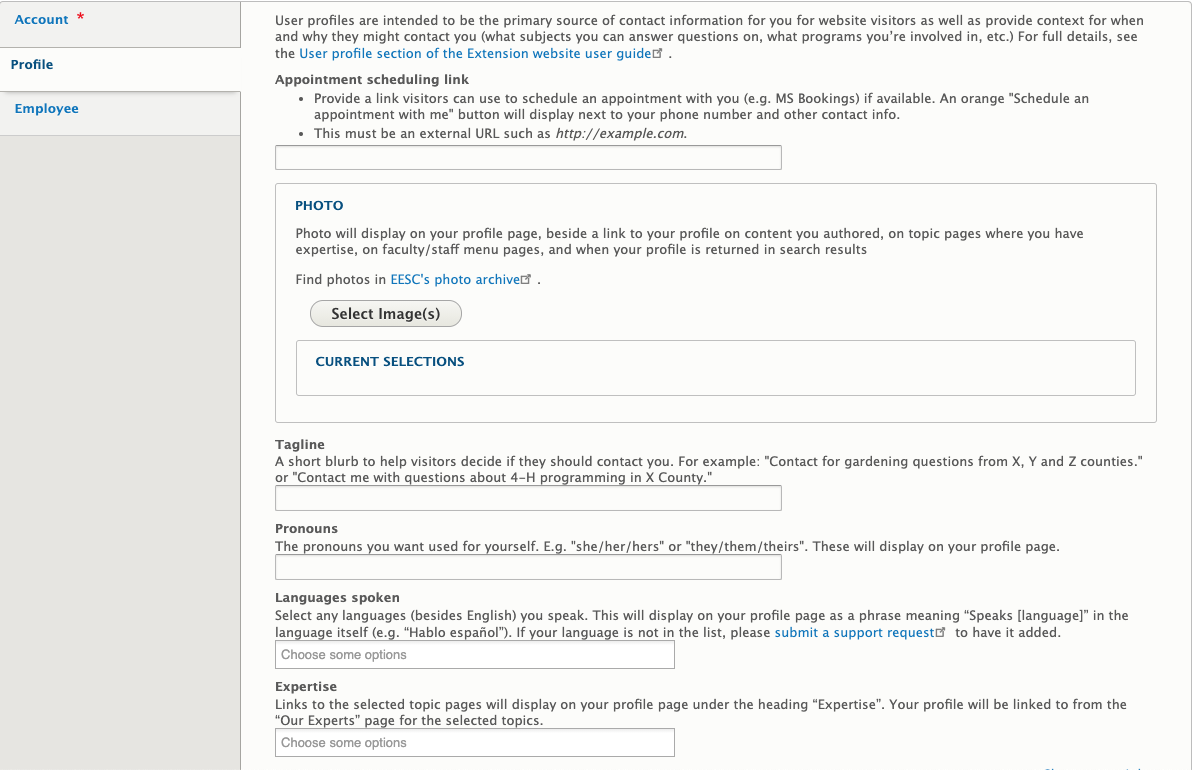 Account *
Profile
Employee
User profiles are intended to be the primary source of contact information for you for website visitors as well as provide context for when
and why they might contact you (what subjects you can answer questions on, what programs you’re involved in, etc.) For full details, see
the User profile section of the Extension website user guide .
Appointment scheduling link
• Provide a link visitors can use to schedule an appointment with you (e.g. MS Bookings) if available. An orange "Schedule an
appointment with me" button will display next to your phone number and other contact info.
• This must be an external URL such as http://example.com.
PHOTO
Photo will display on your profile page, beside a link to your profile on content you authored, on topic pages where you have
expertise, on faculty/staff menu pages, and when your profile is returned in search results
Find photos in EESC's photo archive .
Select Image(s)
CURRENT SELECTIONS
Tagline
A short blurb to help visitors decide if they should contact you. For example: "Contact for gardening questions from X, Y and Z counties."
or "Contact me with questions about 4-H programming in X County."
Pronouns
The pronouns you want used for yourself. E.g. "she/her/hers" or "they/them/theirs". These will display on your profile page.
Languages spoken
Select any languages (besides English) you speak. This will display on your profile page as a phrase meaning “Speaks [language]” in the
language itself (e.g. “Hablo español”). If your language is not in the list, please submit a support request to have it added.
Choose some options
Expertise
Links to the selected topic pages will display on your profile page under the heading “Expertise”. Your profile will be linked to from the
“Our Experts” page for the selected topics.
Choose some options